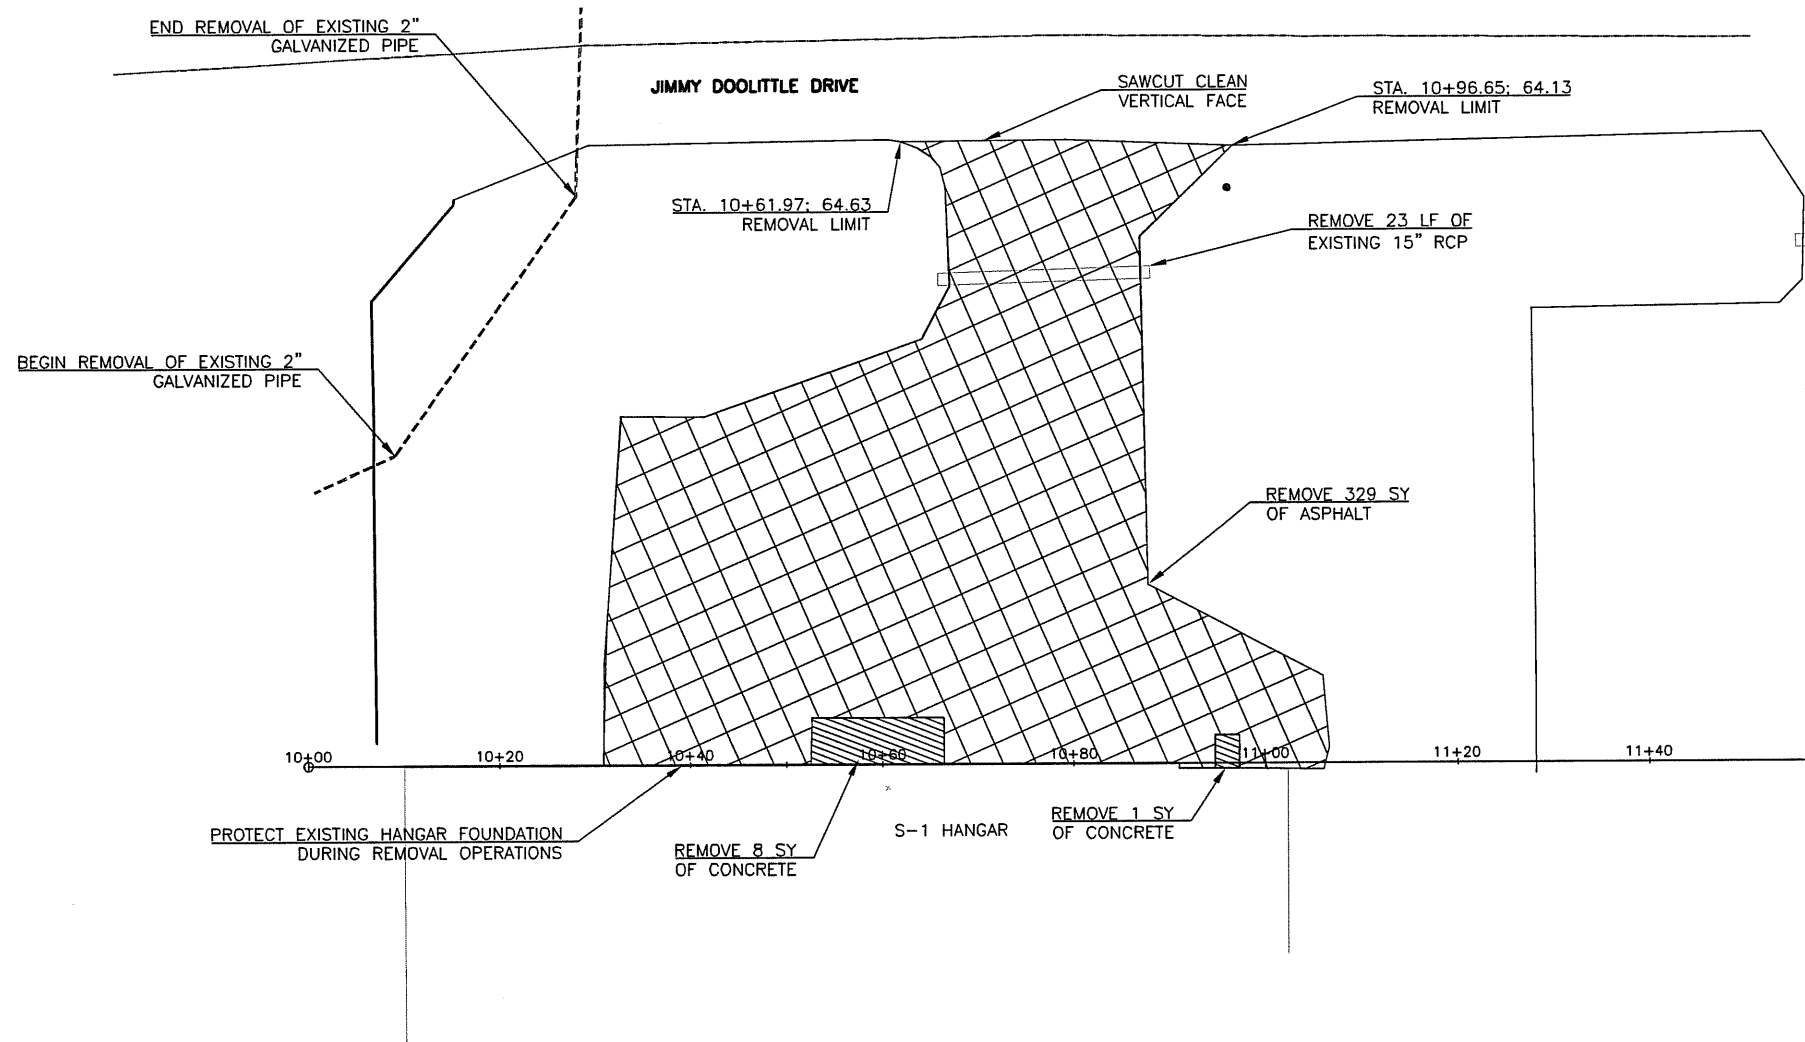 END REMOVAL OF EXISTING 2"
GALVANIZED PIPE
JIMMY DOOLITTLE DRIVE
SAWCUT CLEAN
VERTICAL FACE
STA. 10+96.65; 64.13
REMOVAL LIMIT
STA. 10+61.97; 64.63
REMOVAL LIMIT
REMOVE 23 LF OF
EXISTING 15" RCP
BEGIN REMOVAL OF EXISTING 2"
GALVANIZED PIPE
REMOVE 329 SY
OF ASPHALT
10+00
10+20
10+40
10+60
10+80
11+00
11+20
11+40
PROTECT EXISTING HANGAR FOUNDATION
DURING REMOVAL OPERATIONS
REMOVE 8 SY
OF CONCRETE
S-1 HANGAR
REMOVE 1 SY
OF CONCRETE